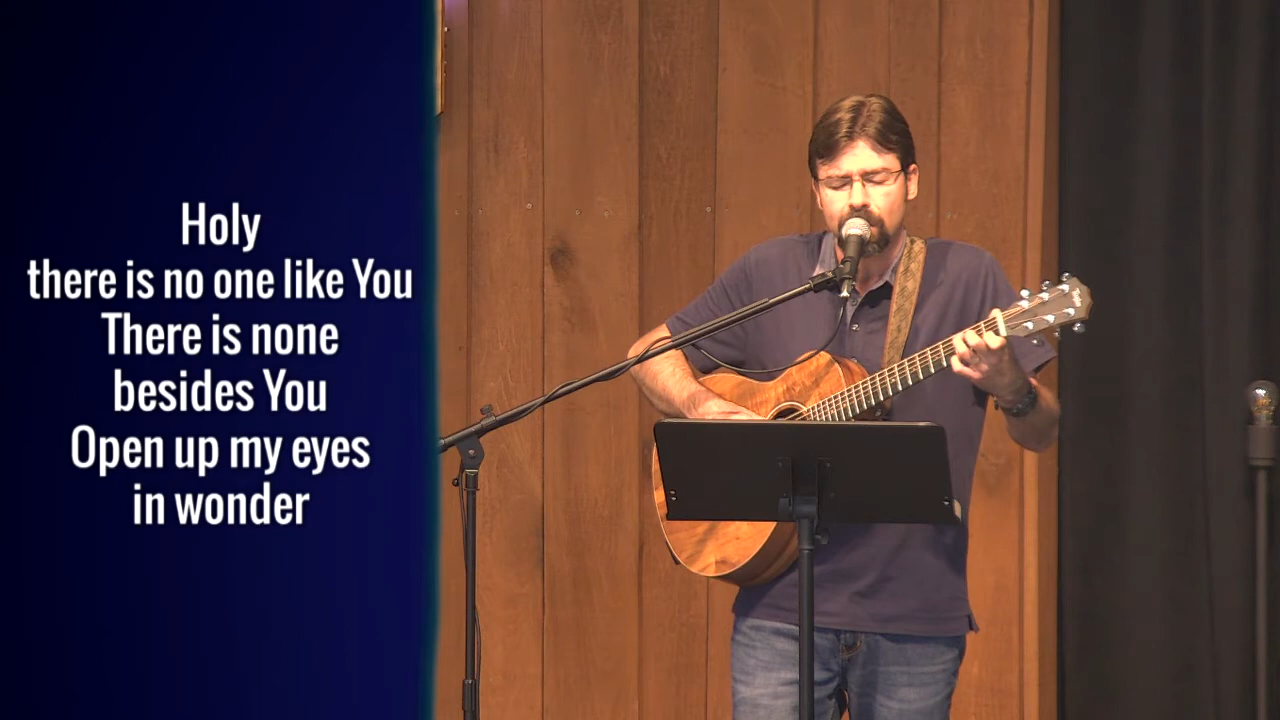 Holy
there is no one like You
There is none
besides You
Open up my eyes
in wonder